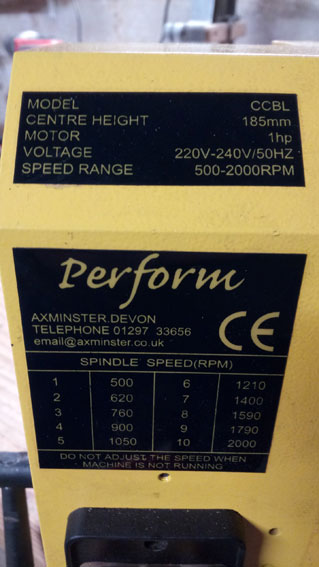 MODEL CCBL
CENTRE HEIGHT 185mm
MOTOR 1hp
VOLTAGE 220V-240V/50HZ
SPEED RANGE 500-2000RPM
Perform
AXMINSTER.DEVON
TELEPHONE 01297 33656
email@axminster.co.uk
CE
SPINDLE SPEED(RPM)
1 500 6 1210
2 620 7 1400
3 760 8 1590
4 900 9 1790
5 1050 10 2000
DO NOT ADJUST THE SPEED WHEN
MACHINE IS NOT RUNNING